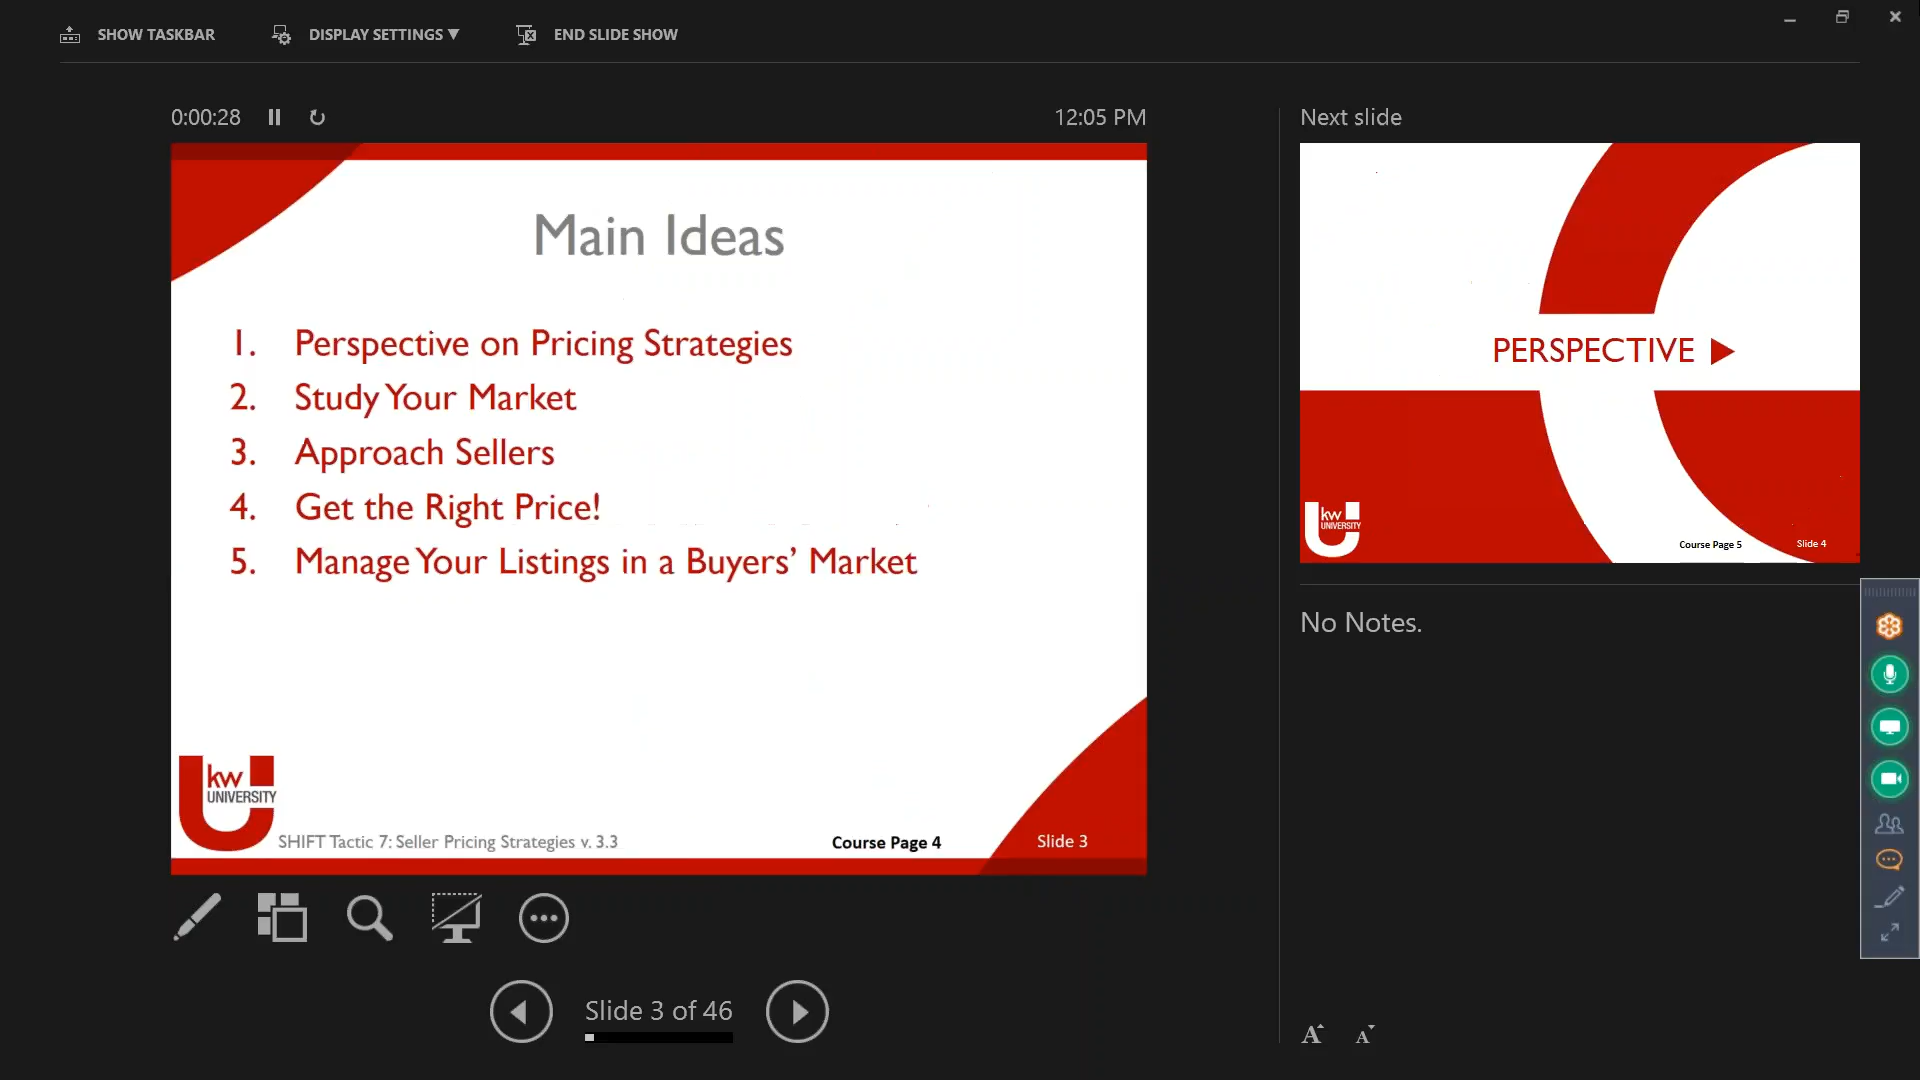 SHOW TASKBAR
DISPLAY SETTINGS ▼
END SLIDE SHOW
0:00:28
12:05 PM
Main Ideas
1. Perspective on Pricing Strategies
2. Study Your Market
3. Approach Sellers
4. Get the Right Price!
5. Manage Your Listings in a Buyers’ Market
kw
UNIVERSITY
SHIFT Tactic 7: Seller Pricing Strategies v. 3.3
Course Page 4
Slide 3
Slide 3 of 46
Next slide
PERSPECTIVE ▶
kw
UNIVERSITY
Course Page 5
Slide 4
No Notes.
A A